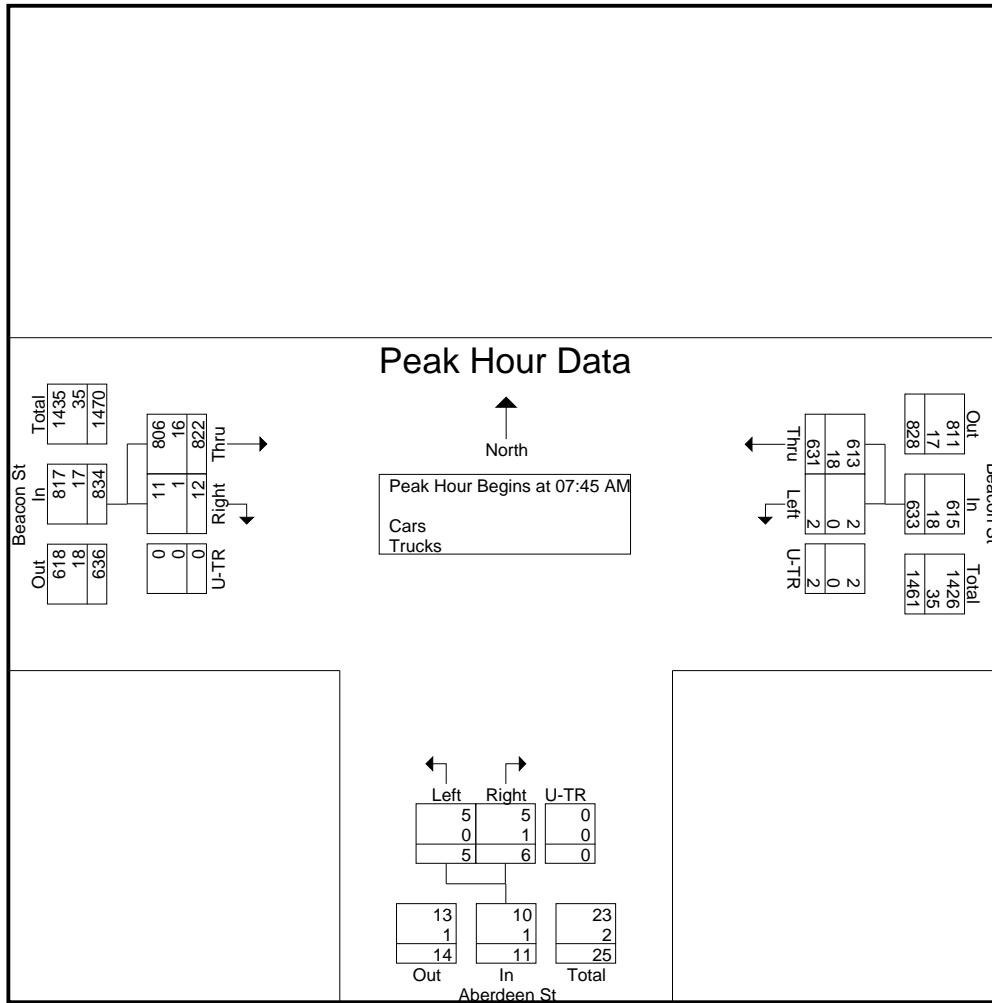 Peak Hour Data
North
Peak Hour Begins at 07:45 AM
Cars
Trucks
Beacon St
Total
1435
35
1470
In
817
17
834
Out
618
18
636
Thru
806
16
822
Right
11
1
12
U-TR
0
0
0
Beacon St
Out
811
17
828
In
615
18
633
Total
1426
35
1461
Thru
613
18
631
Left
2
0
2
U-TR
2
0
2
Left Right U-TR
5 5 0
0 1 0
5 6 0
13 10 23
1 1 2
14 11 25
Out In Total
Aberdeen St